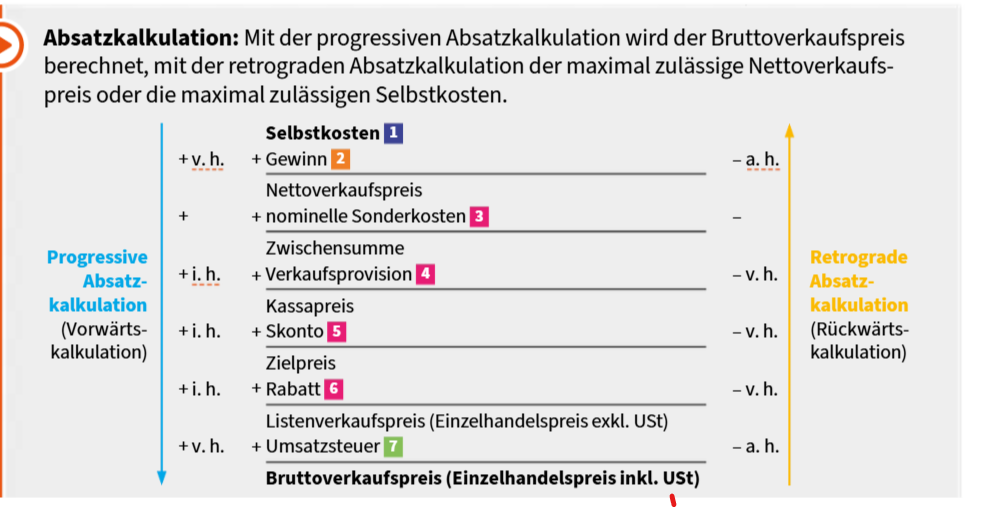 Absatzkalkulation: Mit der progressiven Absatzkalkulation wird der Bruttoverkaufspreis
berechnet, mit der retrograden Absatzkalkulation der maximal zulässige Nettoverkaufs-
preis oder die maximal zulässigen Selbstkosten.
Selbstkosten 1
+ v. h. + Gewinn 2 – a. h.
Nettoverkaufspreis
+ + nominelle Sonderkosten 3 –
Zwischensumme
+ i. h. + Verkaufsprovision 4 – v. h.
Kassapreis
+ i. h. + Skonto 5 – v. h.
Zielpreis
+ i. h. + Rabatt 6 – v. h.
Listenverkaufspreis (Einzelhandelspreis exkl. USt)
+ v. h. + Umsatzsteuer 7 – a. h.
Bruttoverkaufspreis (Einzelhandelspreis inkl. USt)
Progressive
Absatz-
kalkulation
(Vorwärts-
kalkulation)
Retrograde
Absatz-
kalkulation
(Rückwärts-
kalkulation)